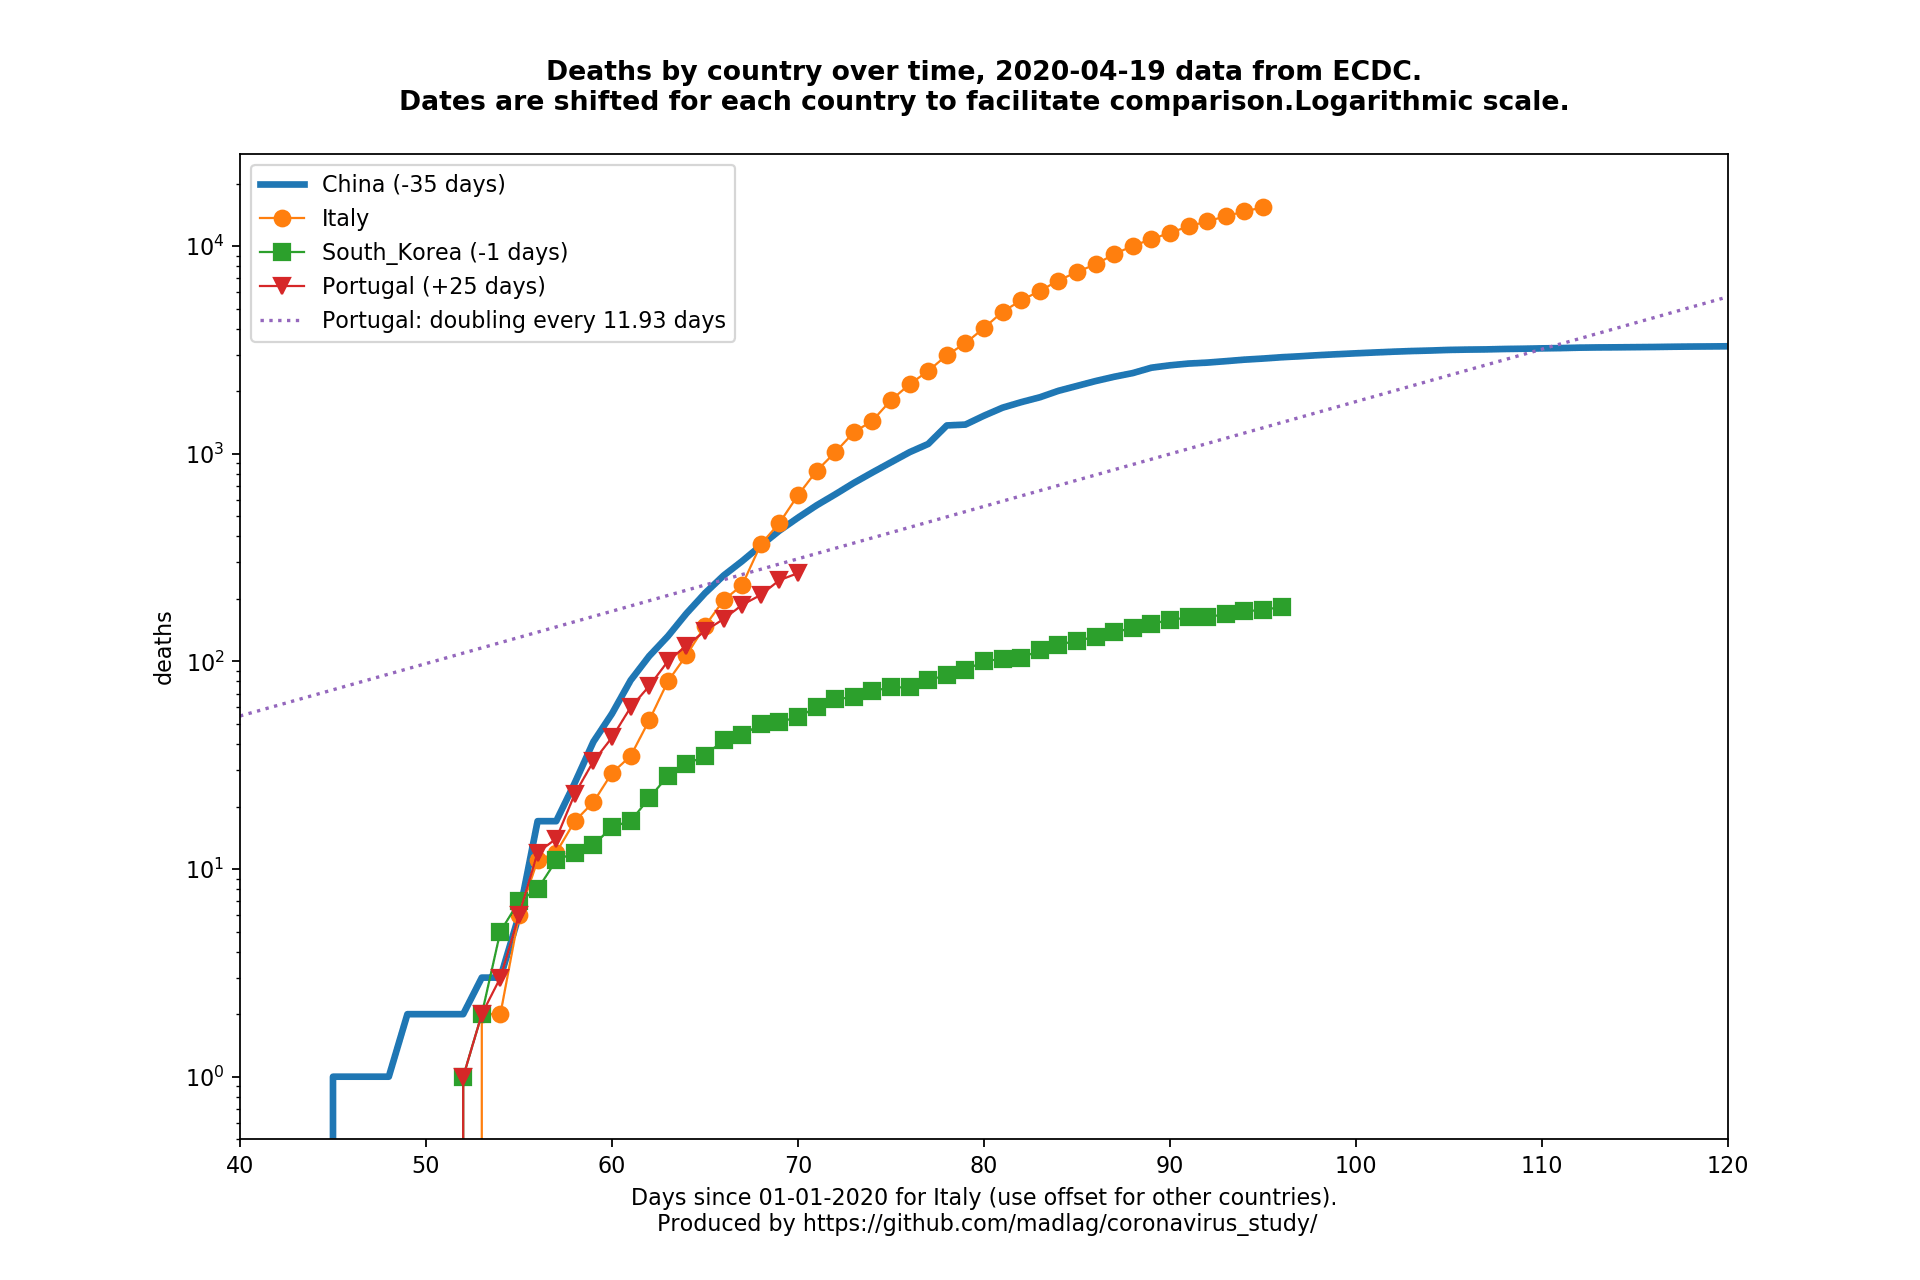 Deaths by country over time, 2020-04-19 data from ECDC.
Dates are shifted for each country to facilitate comparison.Logarithmic scale.
China (-35 days)
Italy
South_Korea (-1 days)
Portugal (+25 days)
Portugal: doubling every 11.93 days
10⁴
10³
10²
10¹
10⁰
deaths
40 50 60 70 80 90 100 110 120
Days since 01-01-2020 for Italy (use offset for other countries).
Produced by https://github.com/madlag/coronavirus_study/